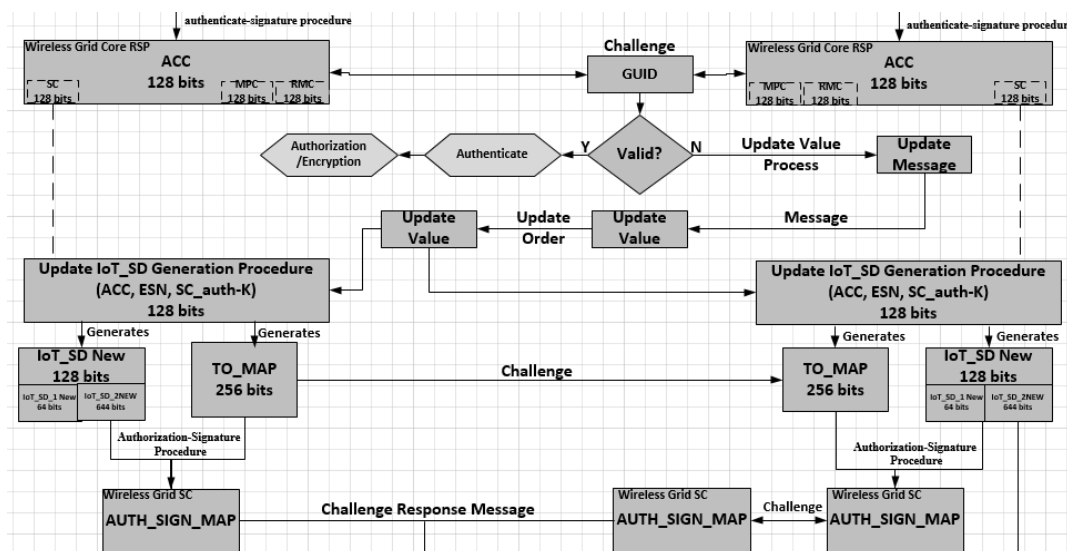 authenticate-signature procedure
authenticate-signature procedur
Wireless Grid Core RSP
ACC
128 bits
SC
128 bits
MPC
128 bits
RMC
128 bits
Challenge
GUID
Wireless Grid Core RSP
ACC
128 bits
MPC
128 bits
RMC
128 bits
SC
128 bits
Authorization
/Encryption
Authenticate
Y
Valid?
N
Update Value
Process
Update
Message
Update
Value
Update
Order
Update
Value
Message
Update IoT_SD Generation Procedure
(ACC, ESN, SC_auth-K)
128 bits
Update IoT_SD Generation Procedure
(ACC, ESN, SC_auth-K)
128 bits
Generates
Generates
Generates
Generates
IoT_SD New
128 bits
IoT_SD_1 New
64 bits
IoT_SD_2NEW
644 bits
TO_MAP
256 bits
Challenge
TO_MAP
256 bits
IoT_SD New
128 bits
IoT_SD_1 New
64 bits
IoT_SD_2NEW
644 bits
Authorization-Signature
Procedure
Authorization-Signature
Procedure
Wireless Grid SC
AUTH_SIGN_MAP
Challenge Response Message
Wireless Grid SC
AUTH_SIGN_MAP
Challenge
Wireless Grid SC
AUTH_SIGN_MAP